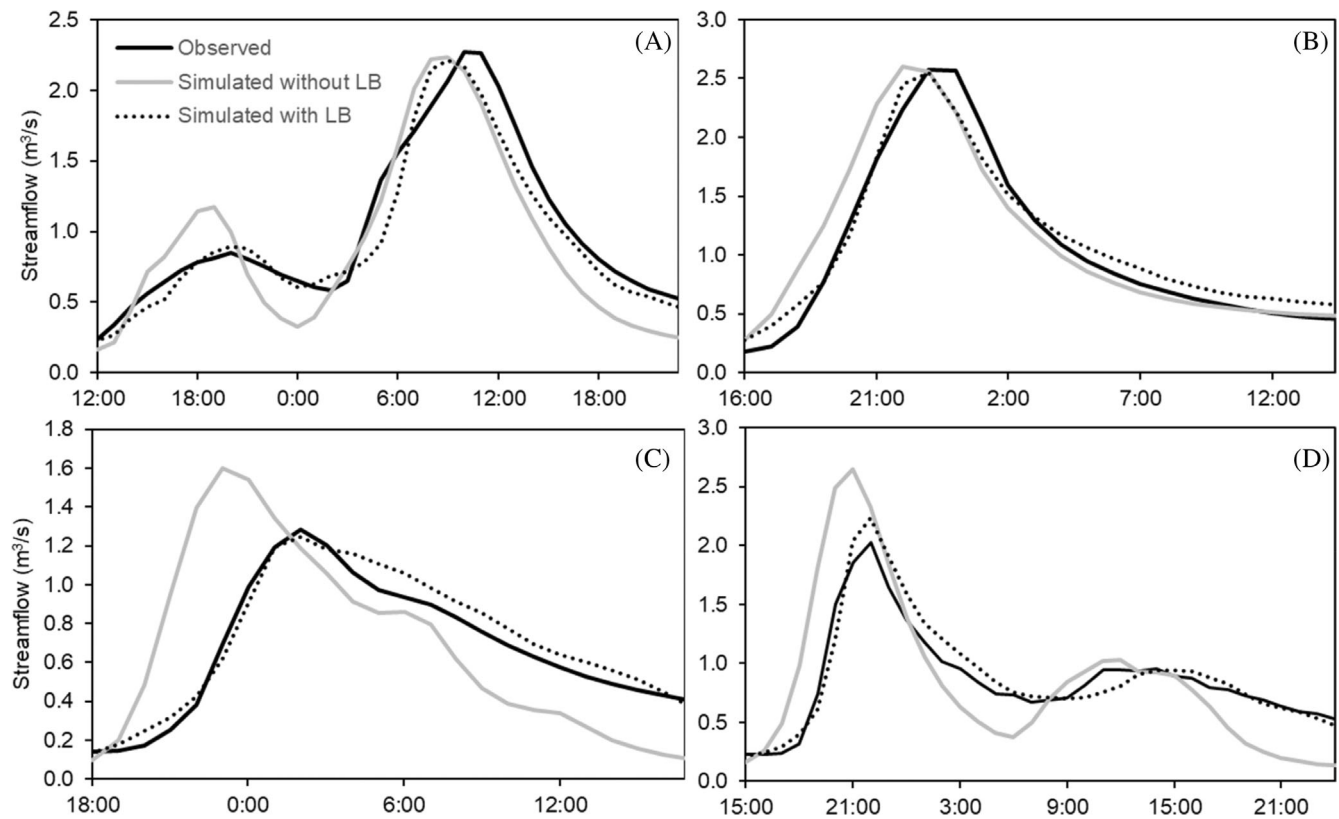 (A)
Observed
Simulated without LB
Simulated with LB
Streamflow (m³/s)
2.5
2.0
1.5
1.0
0.5
0.0
12:00 18:00 0:00 6:00 12:00 18:00
(B)
3.0
2.5
2.0
1.5
1.0
0.5
0.0
16:00 21:00 2:00 7:00 12:00
(C)
Streamflow (m³/s)
1.8
1.6
1.4
1.2
1.0
0.8
0.6
0.4
0.2
0.0
18:00 0:00 6:00 12:00
(D)
3.0
2.5
2.0
1.5
1.0
0.5
0.0
15:00 21:00 3:00 9:00 15:00 21:00